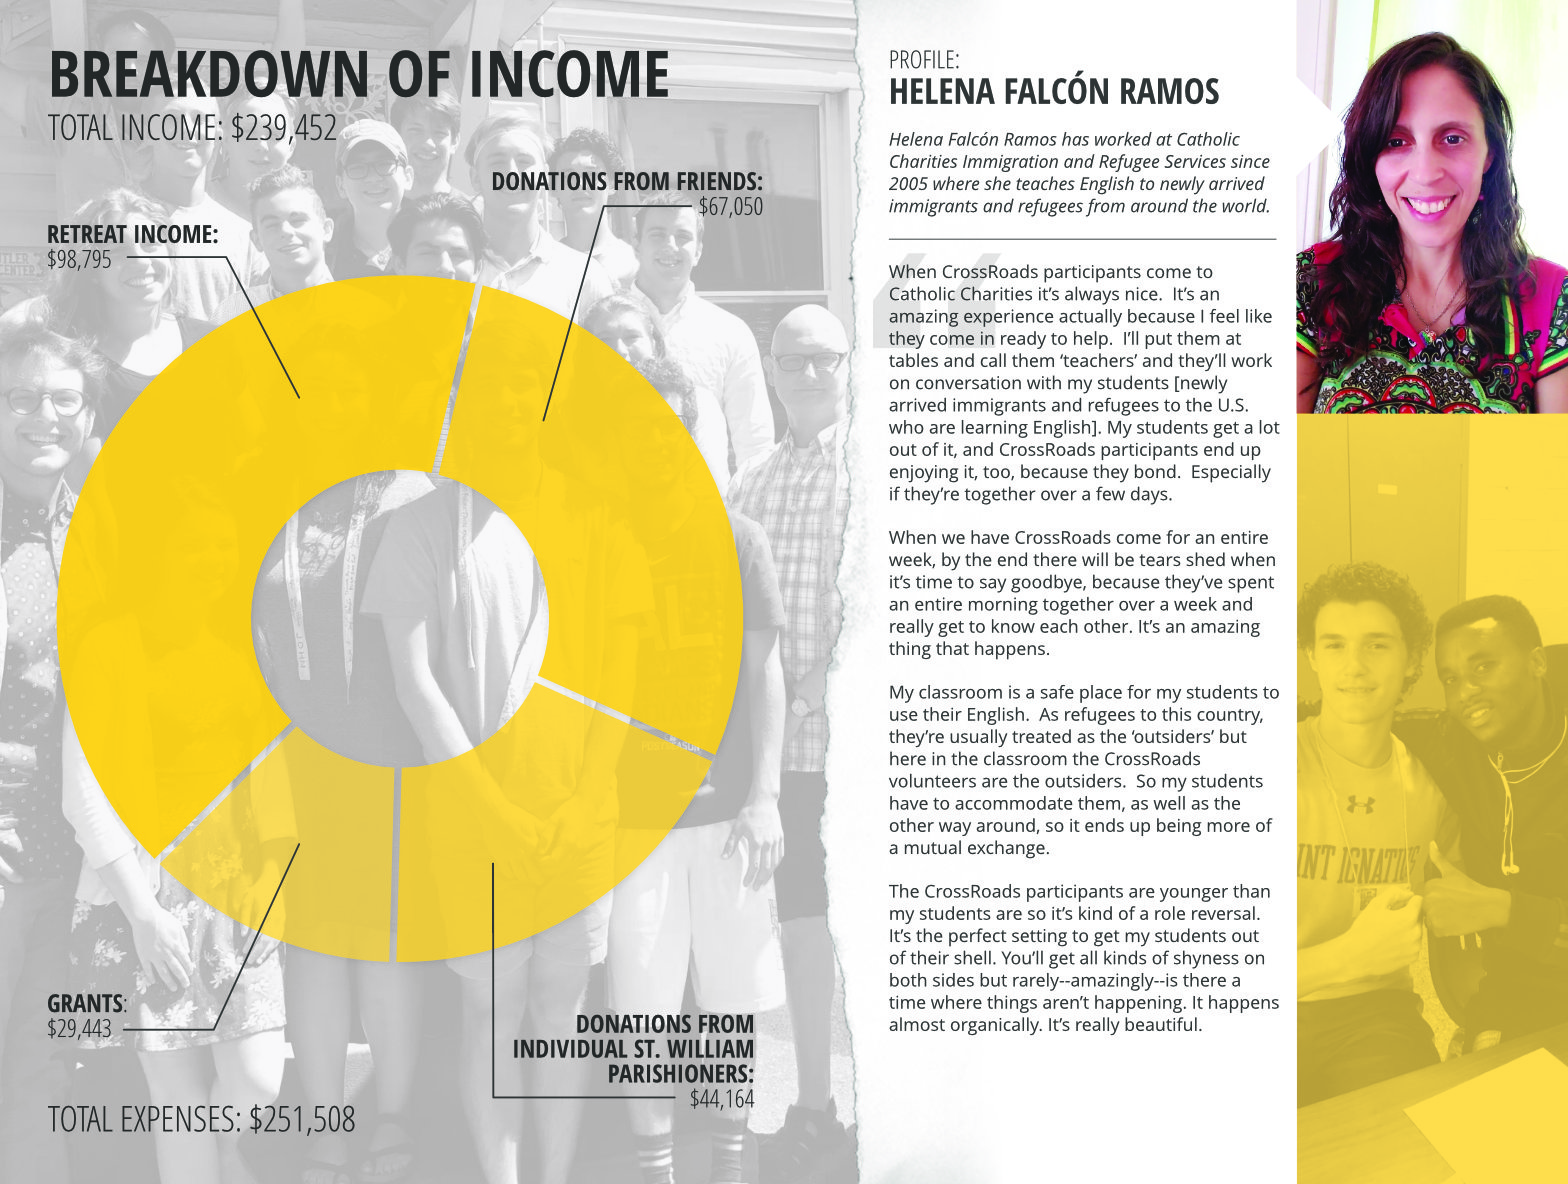 BREAKDOWN OF INCOME
TOTAL INCOME: $239,452
DONATIONS FROM FRIENDS:
$67,050
RETREAT INCOME:
$98,795
GRANTS:
$29,443
DONATIONS FROM
INDIVIDUAL ST. WILLIAM
PARISHIONERS:
$44,164
TOTAL EXPENSES: $251,508
PROFILE:
HELENA FALCÓN RAMOS
Helena Falcón Ramos has worked at Catholic
Charities Immigration and Refugee Services since
2005 where she teaches English to newly arrived
immigrants and refugees from around the world.
“
When CrossRoads participants come to
Catholic Charities it’s always nice.  It’s an
amazing experience actually because I feel like
they come in ready to help.  I’ll put them at
tables and call them ‘teachers’ and they’ll work
on conversation with my students [newly
arrived immigrants and refugees to the U.S.
who are learning English]. My students get a lot
out of it, and CrossRoads participants end up
enjoying it, too, because they bond.  Especially
if they’re together over a few days.
When we have CrossRoads come for an entire
week, by the end there will be tears shed when
it’s time to say goodbye, because they’ve spent
an entire morning together over a week and
really get to know each other. It’s an amazing
thing that happens.
My classroom is a safe place for my students to
use their English.  As refugees to this country,
they’re usually treated as the ‘outsiders’ but
here in the classroom the CrossRoads
volunteers are the outsiders.  So my students
have to accommodate them, as well as the
other way around, so it ends up being more of
a mutual exchange.
The CrossRoads participants are younger than
my students are so it’s kind of a role reversal.
It’s the perfect setting to get my students out
of their shell. You’ll get all kinds of shyness on
both sides but rarely--amazingly--is there a
time where things aren’t happening. It happens
almost organically. It’s really beautiful.